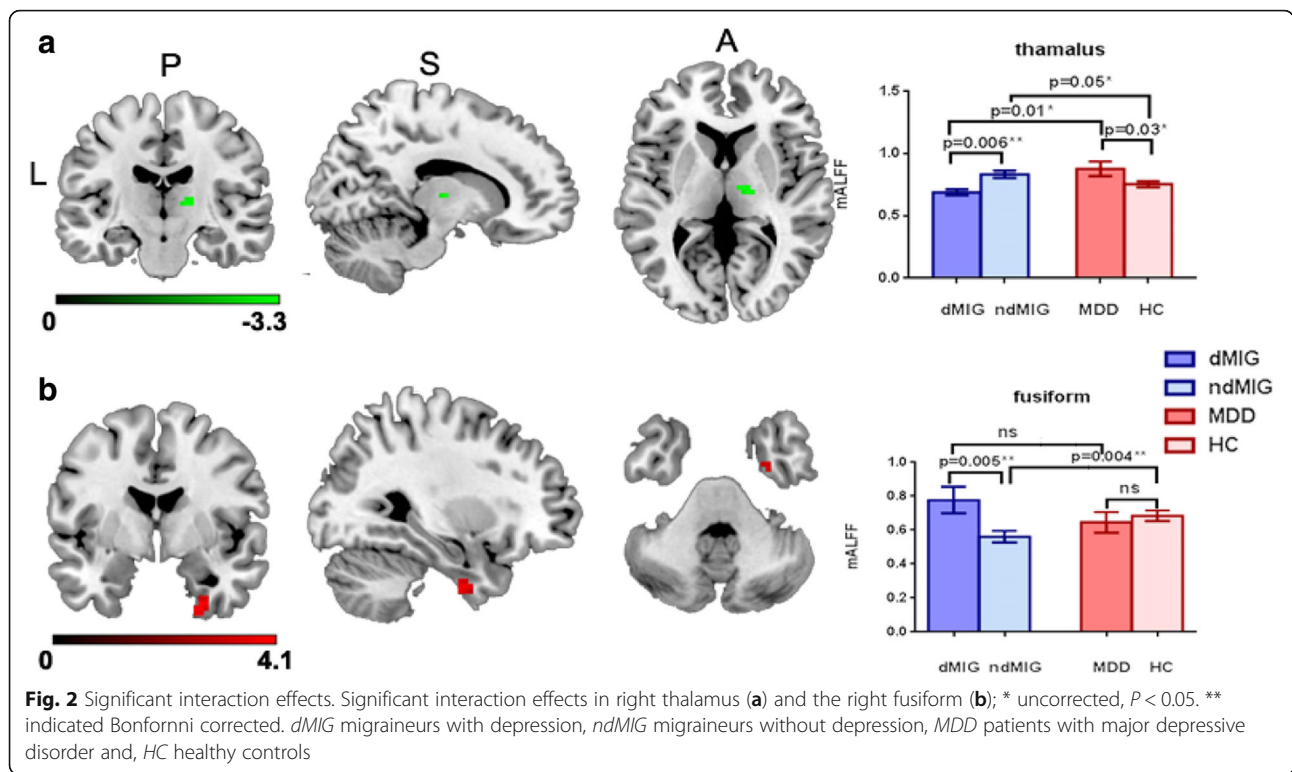 a
P
S
A
L
0
-3.3
thamalus
p=0.05*
p=0.01*
p=0.03*
p=0.006**
mALFF
1.5
1.0
0.5
0.0
dMIG ndMIG MDD HC
dMIG
ndMIG
MDD
HC
b
0
4.1
fusiform
ns
p=0.005**
p=0.004**
ns
mALFF
1.0
0.8
0.6
0.4
0.2
0.0
dMIG ndMIG MDD HC
Fig. 2 Significant interaction effects. Significant interaction effects in right thalamus (a) and the right fusiform (b); * uncorrected, P < 0.05. **
indicated Bonfornni corrected. dMIG migraineurs with depression, ndMIG migraineurs without depression, MDD patients with major depressive
disorder and, HC healthy controls